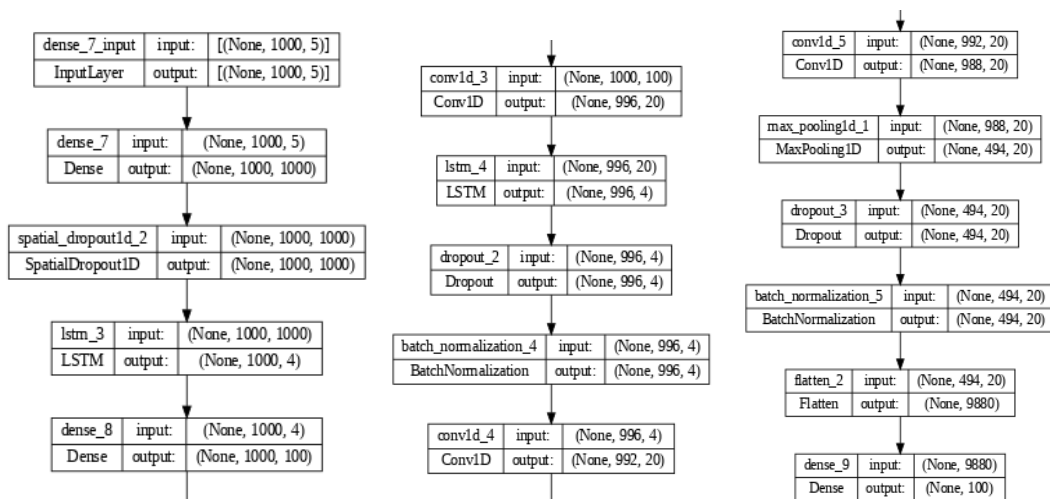 dense_7_input input: [(None, 1000, 5)]
InputLayer output: [(None, 1000, 5)]
dense_7 input: (None, 1000, 5)
Dense output: (None, 1000, 1000)
spatial_dropout1d_2 input: (None, 1000, 1000)
SpatialDropout1D output: (None, 1000, 1000)
lstm_3 input: (None, 1000, 1000)
LSTM output: (None, 1000, 4)
dense_8 input: (None, 1000, 4)
Dense output: (None, 1000, 100)
conv1d_3 input: (None, 1000, 100)
Conv1D output: (None, 996, 20)
lstm_4 input: (None, 996, 20)
LSTM output: (None, 996, 4)
dropout_2 input: (None, 996, 4)
Dropout output: (None, 996, 4)
batch_normalization_4 input: (None, 996, 4)
BatchNormalization output: (None, 996, 4)
conv1d_4 input: (None, 996, 4)
Conv1D output: (None, 992, 20)
conv1d_5 input: (None, 992, 20)
Conv1D output: (None, 988, 20)
max_pooling1d_1 input: (None, 988, 20)
MaxPooling1D output: (None, 494, 20)
dropout_3 input: (None, 494, 20)
Dropout output: (None, 494, 20)
batch_normalization_5 input: (None, 494, 20)
BatchNormalization output: (None, 494, 20)
flatten_2 input: (None, 494, 20)
Flatten output: (None, 9880)
dense_9 input: (None, 9880)
Dense output: (None, 100)